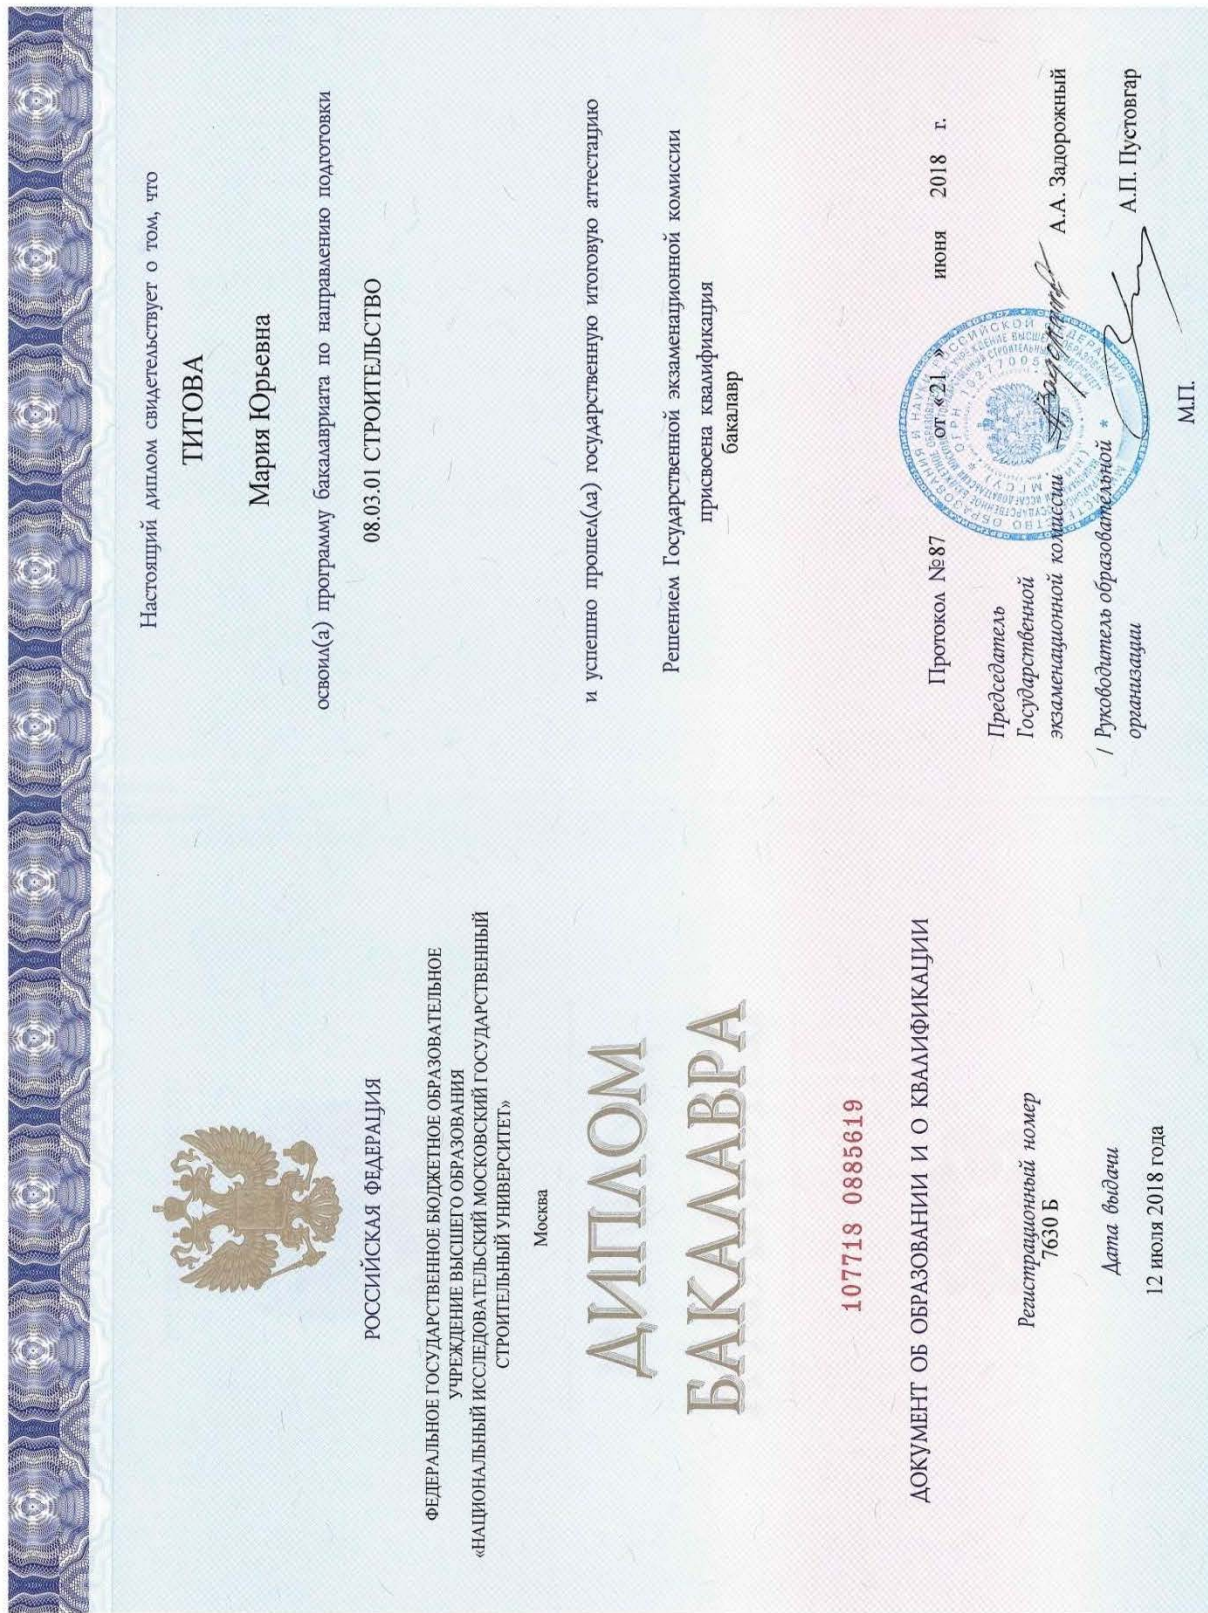 РОССИЙСКАЯ ФЕДЕРАЦИЯ
ФЕДЕРАЛЬНОЕ ГОСУДАРСТВЕННОЕ БЮДЖЕТНОЕ ОБРАЗОВАТЕЛЬНОЕ
УЧРЕЖДЕНИЕ ВЫСШЕГО ОБРАЗОВАНИЯ
«НАЦИОНАЛЬНЫЙ ИССЛЕДОВАТЕЛЬСКИЙ МОСКОВСКИЙ ГОСУДАРСТВЕННЫЙ
СТРОИТЕЛЬНЫЙ УНИВЕРСИТЕТ»
Москва
ДИПЛОМ
БАКАЛАВРА
107718 0885619
ДОКУМЕНТ ОБ ОБРАЗОВАНИИ И О КВАЛИФИКАЦИИ
Регистрационный номер
7630 Б
Дата выдачи
12 июля 2018 года
Настоящий диплом свидетельствует о том, что
ТИТОВА
Мария Юрьевна
освоил(а) программу бакалавриата по направлению подготовки
08.03.01 СТРОИТЕЛЬСТВО
и успешно прошел(ла) государственную итоговую аттестацию
Решением Государственной экзаменационной комиссии
присвоена квалификация
бакалавр
Протокол №87 от «21 » июня 2018 г.
Председатель
Государственной
экзаменационной комиссии А.А. Задорожный
/ Руководитель образовательной
организации А.П. Пустовгар
М.П.